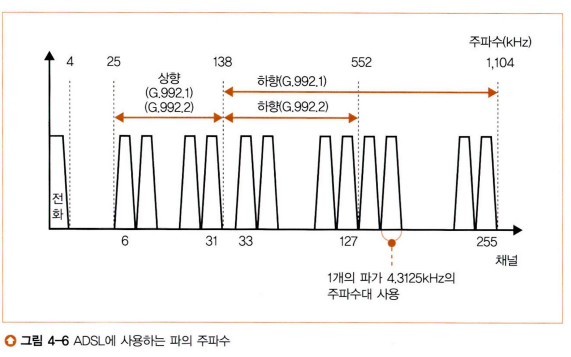 주파수(kHz)
4 25 138 552 1,104
상향
(G.992.1)
(G.992.2)
하향(G.992.1)
하향(G.992.2)
전
화
6 31 33 127 255
채널
1개의 파가 4.3125kHz의
주파수대 사용
그림 4-6 ADSL에 사용하는 파의 주파수